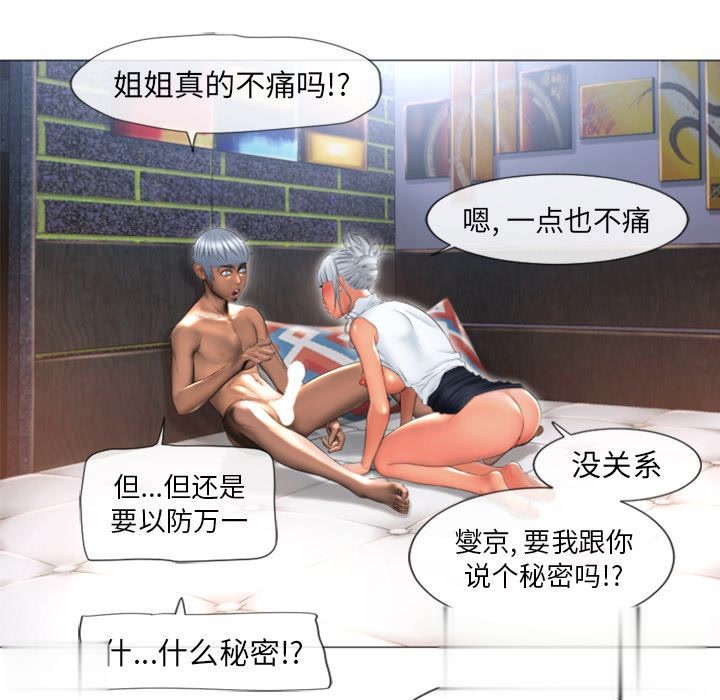 姐姐真的不痛吗!?
嗯, 一点也不痛
但...但还是
要以防万一
没关系
燮京, 要我跟你
说个秘密吗!?
什...什么秘密!?